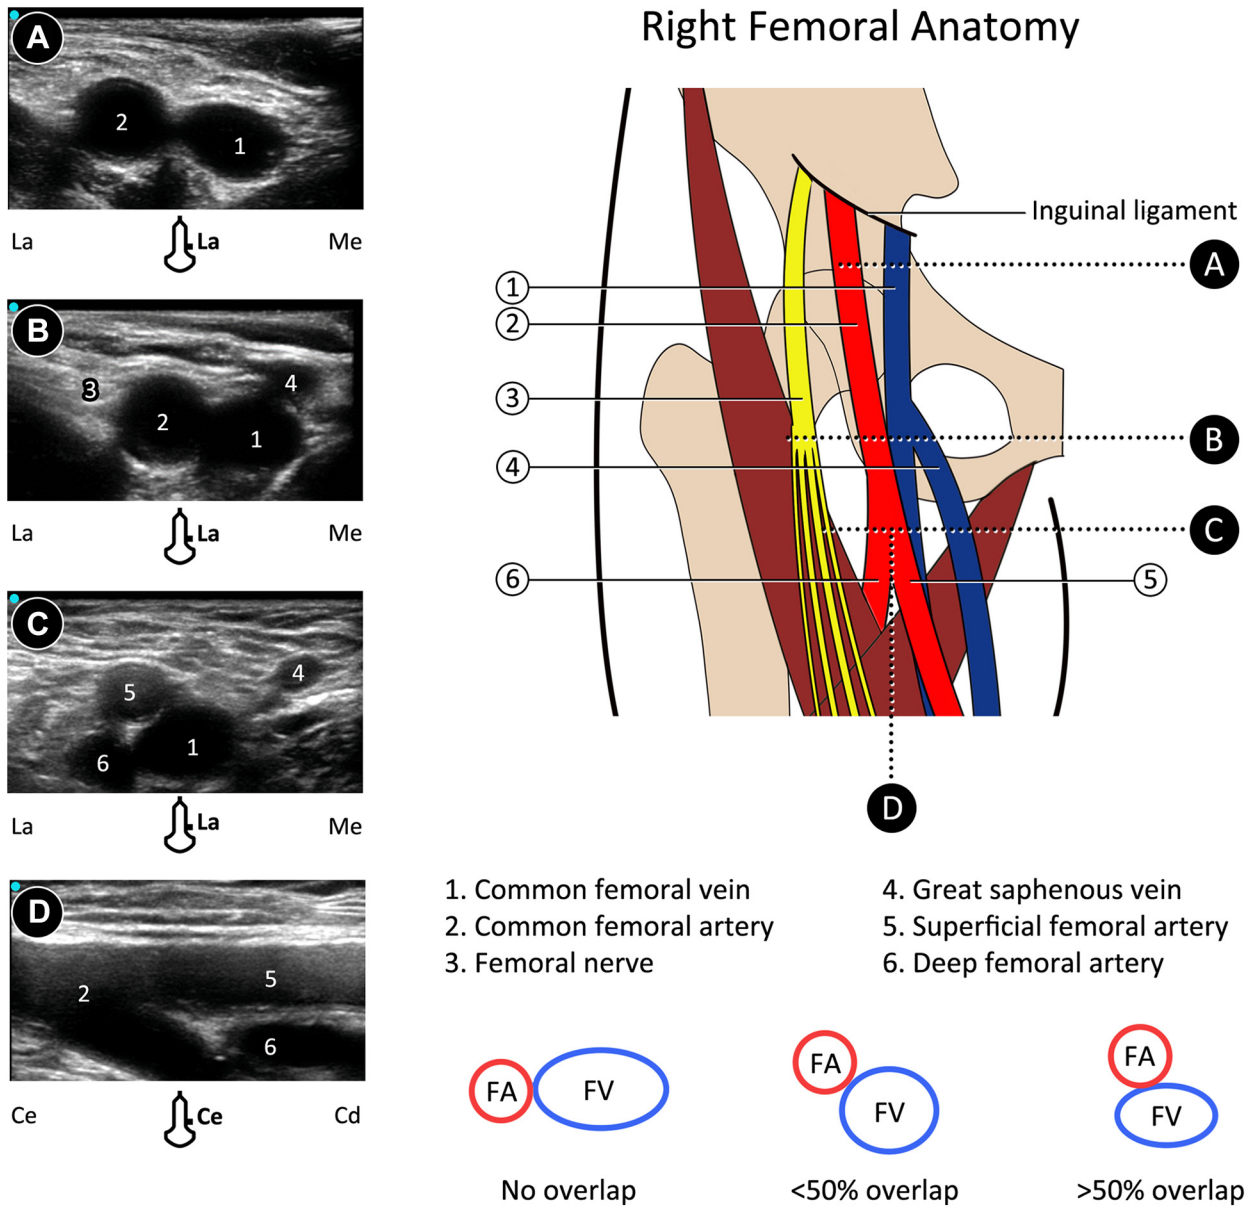 Right Femoral Anatomy
A
2
1
La
La
Me
B
3
4
2
1
La
La
Me
C
5
4
1
6
La
La
Me
D
2
5
6
Ce
Ce
Cd
Inguinal ligament
A
1
2
3
B
4
C
6
5
D
1. Common femoral vein
2. Common femoral artery
3. Femoral nerve
4. Great saphenous vein
5. Superficial femoral artery
6. Deep femoral artery
FA
FV
No overlap
FA
FV
<50% overlap
FA
FV
>50% overlap